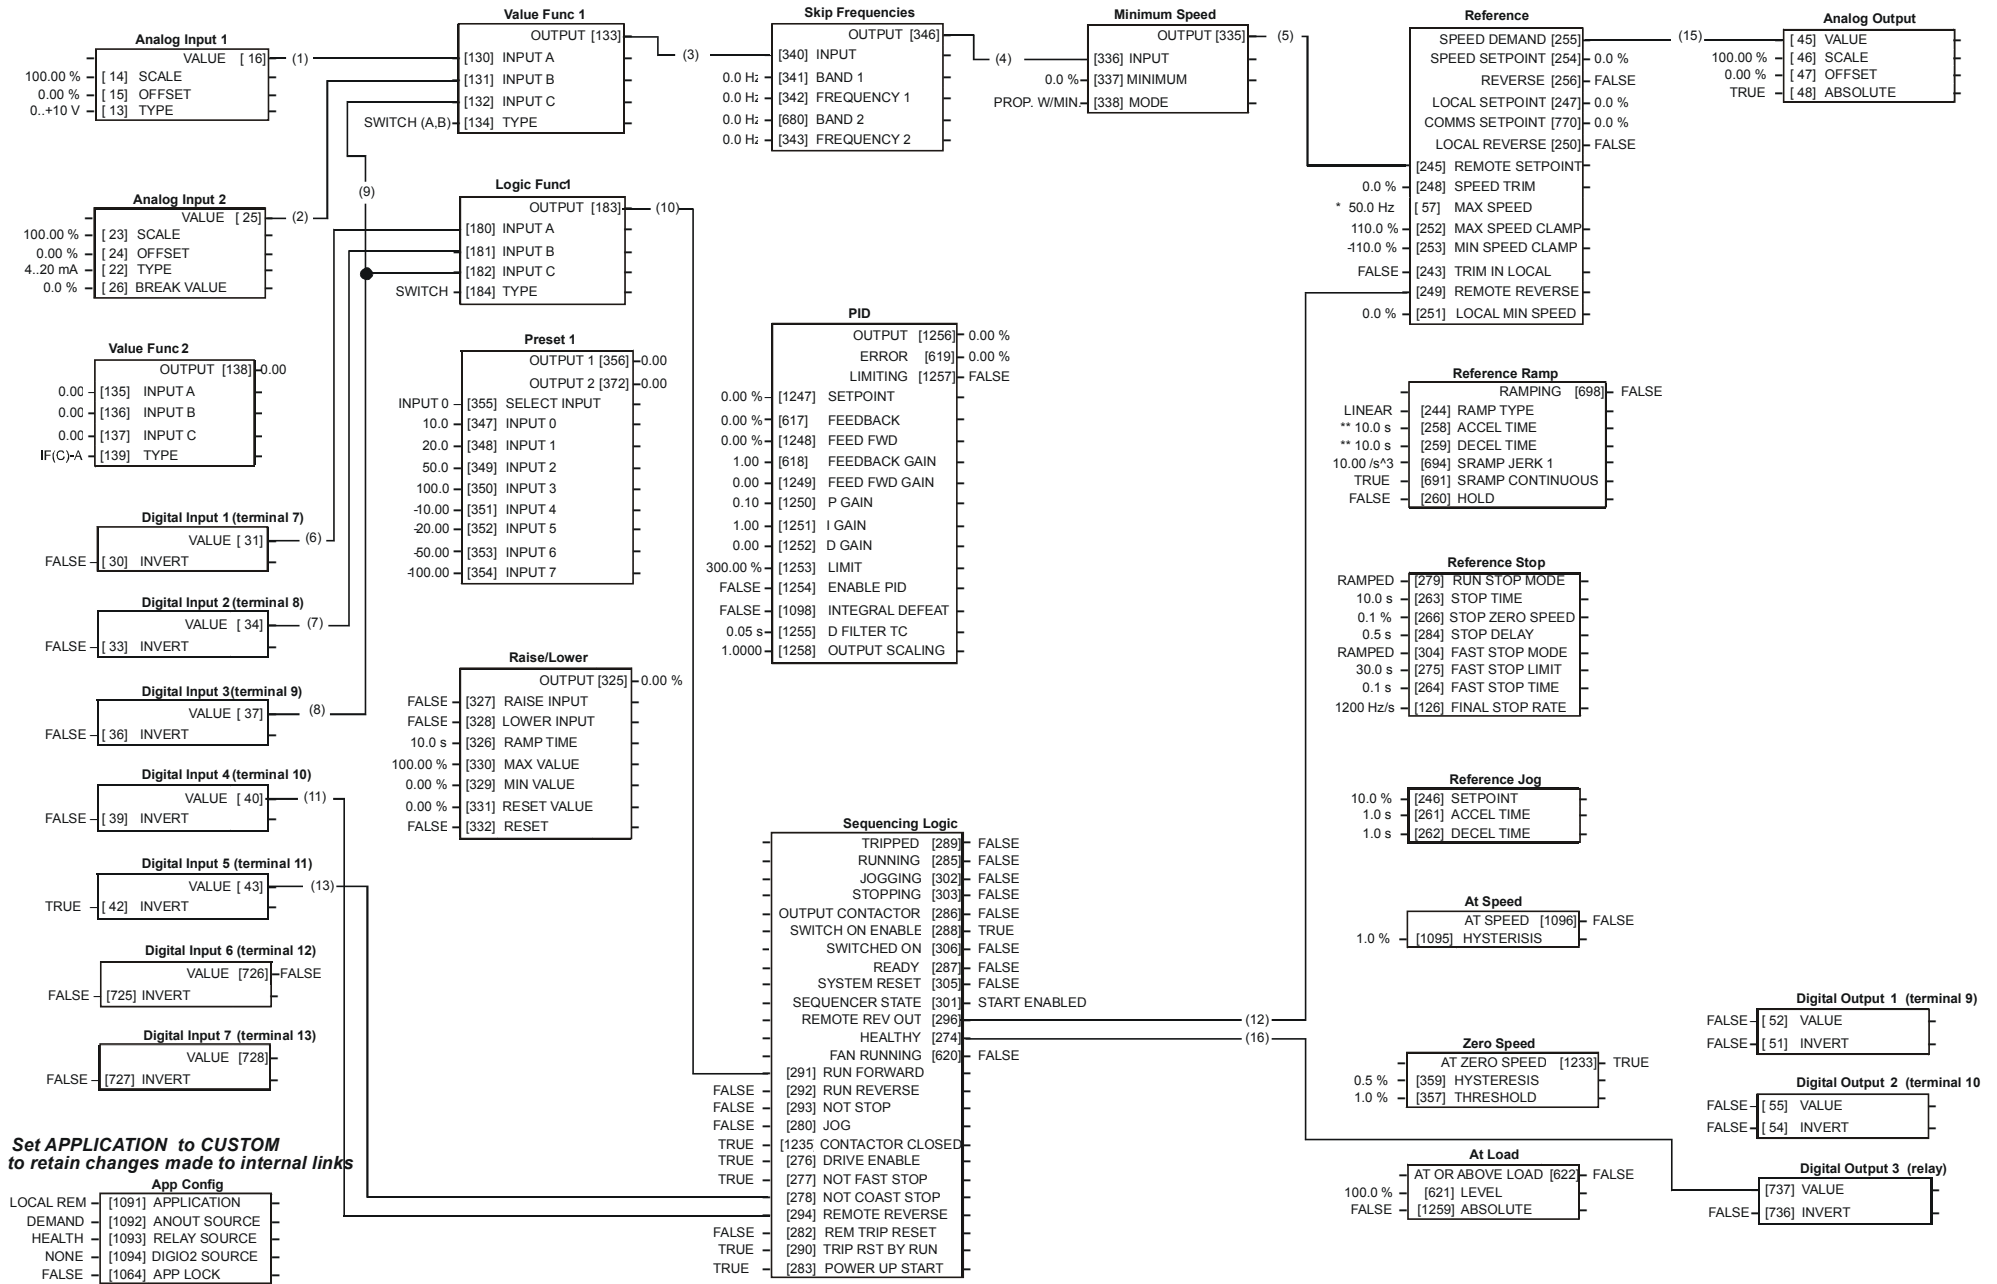 Analog Input 1
VALUE [ 16] (1)
100.00 % [ 14] SCALE
0.00 % [ 15] OFFSET
0..+10 V [ 13] TYPE
Analog Input 2
VALUE [ 25] (2)
100.00 % [ 23] SCALE
0.00 % [ 24] OFFSET
4..20 mA [ 22] TYPE
0.0 % [ 26] BREAK VALUE
Value Func 2
OUTPUT [138] 0.00
0.00 [135] INPUT A
0.00 [136] INPUT B
0.00 [137] INPUT C
IF(C)-A [139] TYPE
Digital Input 1 (terminal 7)
VALUE [ 31] (6)
FALSE [ 30] INVERT
Digital Input 2 (terminal 8)
VALUE [ 34] (7)
FALSE [ 33] INVERT
Digital Input 3 (terminal 9)
VALUE [ 37] (8)
FALSE [ 36] INVERT
Digital Input 4 (terminal 10)
VALUE [ 40] (11)
FALSE [ 39] INVERT
Digital Input 5 (terminal 11)
VALUE [ 43] (13)
TRUE [ 42] INVERT
Digital Input 6 (terminal 12)
VALUE [726] FALSE
FALSE [725] INVERT
Digital Input 7 (terminal 13)
VALUE [728]
FALSE [727] INVERT
Set APPLICATION to CUSTOM
to retain changes made to internal links
App Config
LOCAL REM [1091] APPLICATION
DEMAND [1092] ANOUT SOURCE
HEALTH [1093] RELAY SOURCE
NONE [1094] DIGIO2 SOURCE
FALSE [1064] APP LOCK
Value Func 1
OUTPUT [133] (3)
[130] INPUT A
[131] INPUT B
[132] INPUT C
SWITCH (A,B) [134] TYPE
(9)
Logic Func1
OUTPUT [183] (10)
[180] INPUT A
[181] INPUT B
[182] INPUT C
SWITCH [184] TYPE
Preset 1
OUTPUT 1 [356] 0.00
OUTPUT 2 [372] 0.00
INPUT 0 [355] SELECT INPUT
10.0 [347] INPUT 0
20.0 [348] INPUT 1
50.0 [349] INPUT 2
100.0 [350] INPUT 3
-10.00 [351] INPUT 4
-20.00 [352] INPUT 5
-50.00 [353] INPUT 6
-100.00 [354] INPUT 7
Raise/Lower
OUTPUT [325] 0.00 %
FALSE [327] RAISE INPUT
FALSE [328] LOWER INPUT
10.0 s [326] RAMP TIME
100.00 % [330] MAX VALUE
0.00 % [329] MIN VALUE
0.00 % [331] RESET VALUE
FALSE [332] RESET
Skip Frequencies
OUTPUT [346] (4)
[340] INPUT
0.0 Hz [341] BAND 1
0.0 Hz [342] FREQUENCY 1
0.0 Hz [680] BAND 2
0.0 Hz [343] FREQUENCY 2
PID
OUTPUT [1256] 0.00 %
ERROR [619] 0.00 %
LIMITING [1257] FALSE
0.00 % [1247] SETPOINT
0.00 % [617] FEEDBACK
0.00 % [1248] FEED FWD
1.00 [618] FEEDBACK GAIN
0.00 [1249] FEED FWD GAIN
0.10 [1250] P GAIN
1.00 [1251] I GAIN
0.00 [1252] D GAIN
300.00 % [1253] LIMIT
FALSE [1254] ENABLE PID
FALSE [1098] INTEGRAL DEFEAT
0.05 s [1255] D FILTER TC
1.0000 [1258] OUTPUT SCALING
Sequencing Logic
TRIPPED [289] FALSE
RUNNING [285] FALSE
JOGGING [302] FALSE
STOPPING [303] FALSE
OUTPUT CONTACTOR [286] FALSE
SWITCH ON ENABLE [288] TRUE
SWITCHED ON [306] FALSE
READY [287] FALSE
SYSTEM RESET [305] FALSE
SEQUENCER STATE [301] START ENABLED
REMOTE REV OUT [296] (12)
HEALTHY [274] (16)
FAN RUNNING [620] FALSE
[291] RUN FORWARD
FALSE [292] RUN REVERSE
FALSE [293] NOT STOP
FALSE [280] JOG
TRUE [1235 CONTACTOR CLOSED
TRUE [276] DRIVE ENABLE
TRUE [277] NOT FAST STOP
[278] NOT COAST STOP
[294] REMOTE REVERSE
FALSE [282] REM TRIP RESET
TRUE [290] TRIP RST BY RUN
TRUE [283] POWER UP START
Minimum Speed
OUTPUT [335] (5)
[336] INPUT
0.0 % [337] MINIMUM
PROP. W/MIN. [338] MODE
Reference
SPEED DEMAND [255] (15)
SPEED SETPOINT [254] 0.0 %
REVERSE [256] FALSE
LOCAL SETPOINT [247] 0.0 %
COMMS SETPOINT [770] 0.0 %
LOCAL REVERSE [250] FALSE
[245] REMOTE SETPOINT
0.0 % [248] SPEED TRIM
* 50.0 Hz [ 57] MAX SPEED
110.0 % [252] MAX SPEED CLAMP
-110.0 % [253] MIN SPEED CLAMP
FALSE [243] TRIM IN LOCAL
[249] REMOTE REVERSE
0.0 % [251] LOCAL MIN SPEED
Reference Ramp
RAMPING [698] FALSE
LINEAR [244] RAMP TYPE
** 10.0 s [258] ACCEL TIME
** 10.0 s [259] DECEL TIME
10.00 /s^3 [694] SRAMP JERK 1
TRUE [691] SRAMP CONTINUOUS
FALSE [260] HOLD
Reference Stop
RAMPED [279] RUN STOP MODE
10.0 s [263] STOP TIME
0.1 % [266] STOP ZERO SPEED
0.5 s [284] STOP DELAY
RAMPED [304] FAST STOP MODE
30.0 s [275] FAST STOP LIMIT
0.1 s [264] FAST STOP TIME
1200 Hz/s [126] FINAL STOP RATE
Reference Jog
10.0 % [246] SETPOINT
1.0 s [261] ACCEL TIME
1.0 s [262] DECEL TIME
At Speed
AT SPEED [1096] FALSE
1.0 % [1095] HYSTERISIS
Zero Speed
AT ZERO SPEED [1233] TRUE
0.5 % [359] HYSTERESIS
1.0 % [357] THRESHOLD
At Load
AT OR ABOVE LOAD [622] FALSE
100.0 % [621] LEVEL
FALSE [1259] ABSOLUTE
Analog Output
[ 45] VALUE
100.00 % [ 46] SCALE
0.00 % [ 47] OFFSET
TRUE [ 48] ABSOLUTE
Digital Output 1 (terminal 9)
FALSE [ 52] VALUE
FALSE [ 51] INVERT
Digital Output 2 (terminal 10
FALSE [ 55] VALUE
FALSE [ 54] INVERT
Digital Output 3 (relay)
[737] VALUE
FALSE [736] INVERT